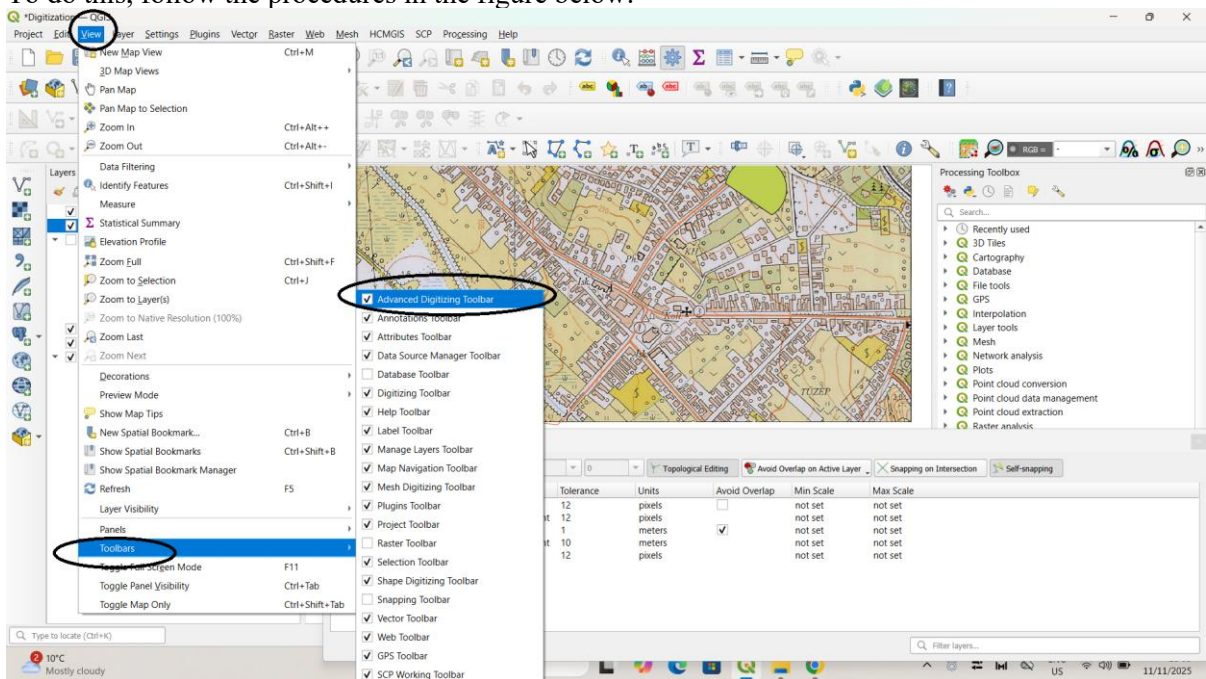 To do this, follow the procedures in the figure below.
*Digitization — QGIS
Project Edit View Layer Settings Plugins Vector Raster Web Mesh HCMGIS SCP Processing Help
New Map View Ctrl+M
3D Map Views
Pan Map
Pan Map to Selection
Zoom In Ctrl+Alt++
Zoom Out Ctrl+Alt+-
Data Filtering
Identify Features Ctrl+Shift+I
Measure
Statistical Summary
Elevation Profile
Zoom Full Ctrl+Shift+F
Zoom to Selection Ctrl+J
Zoom to Layer(s)
Zoom to Native Resolution (100%)
Zoom Last
Zoom Next
Decorations
Preview Mode
Show Map Tips
New Spatial Bookmark... Ctrl+B
Show Spatial Bookmarks Ctrl+Shift+B
Show Spatial Bookmark Manager
Refresh F5
Layer Visibility
Panels
Toolbars
Toggle Full Screen Mode F11
Toggle Panel Visibility Ctrl+Tab
Toggle Map Only Ctrl+Shift+Tab
Advanced Digitizing Toolbar
Annotations Toolbar
Attributes Toolbar
Data Source Manager Toolbar
Database Toolbar
Digitizing Toolbar
Help Toolbar
Label Toolbar
Manage Layers Toolbar
Map Navigation Toolbar
Mesh Digitizing Toolbar
Plugins Toolbar
Project Toolbar
Raster Toolbar
Selection Toolbar
Shape Digitizing Toolbar
Snapping Toolbar
Vector Toolbar
Web Toolbar
GPS Toolbar
SCP Working Toolbar
Layers
RGB =
TÜZÉP
Processing Toolbox
Search...
Recently used
3D Tiles
Cartography
Database
File tools
GPS
Interpolation
Layer tools
Mesh
Network analysis
Plots
Point cloud conversion
Point cloud data management
Point cloud extraction
Raster analysis
0 Topological Editing Avoid Overlap on Active Layer Snapping on Intersection Self-snapping
Tolerance Units Avoid Overlap Min Scale Max Scale
12 pixels not set not set
12 pixels not set not set
1 meters not set not set
10 meters not set not set
12 pixels not set not set
Type to locate (Ctrl+K)
Filter layers...
2
10°C
Mostly cloudy
US
11/11/2025